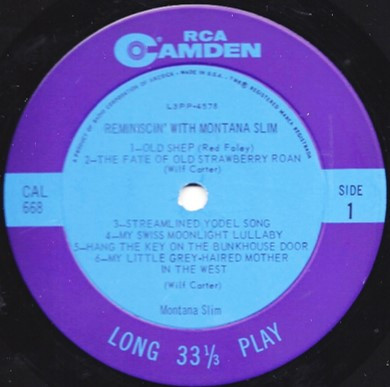 RCA
CAMDEN
A PRODUCT OF RADIO CORPORATION OF AMERICA - MADE IN U.S.A. - TMK(S) ® REGISTERED MARCA REGISTRADA
REMINISCIN' WITH MONTANA SLIM
1—OLD SHEP (Red Foley)
2—THE FATE OF OLD STRAWBERRY ROAN
(Wilf Carter)
CAL
668
SIDE
1
3—STREAMLINED YODEL SONG
4—MY SWISS MOONLIGHT LULLABY
5—HANG THE KEY ON THE BUNKHOUSE DOOR
6—MY LITTLE GREY-HAIRED MOTHER
IN THE WEST
(Wilf Carter)
Montana Slim
LONG 33⅓ PLAY